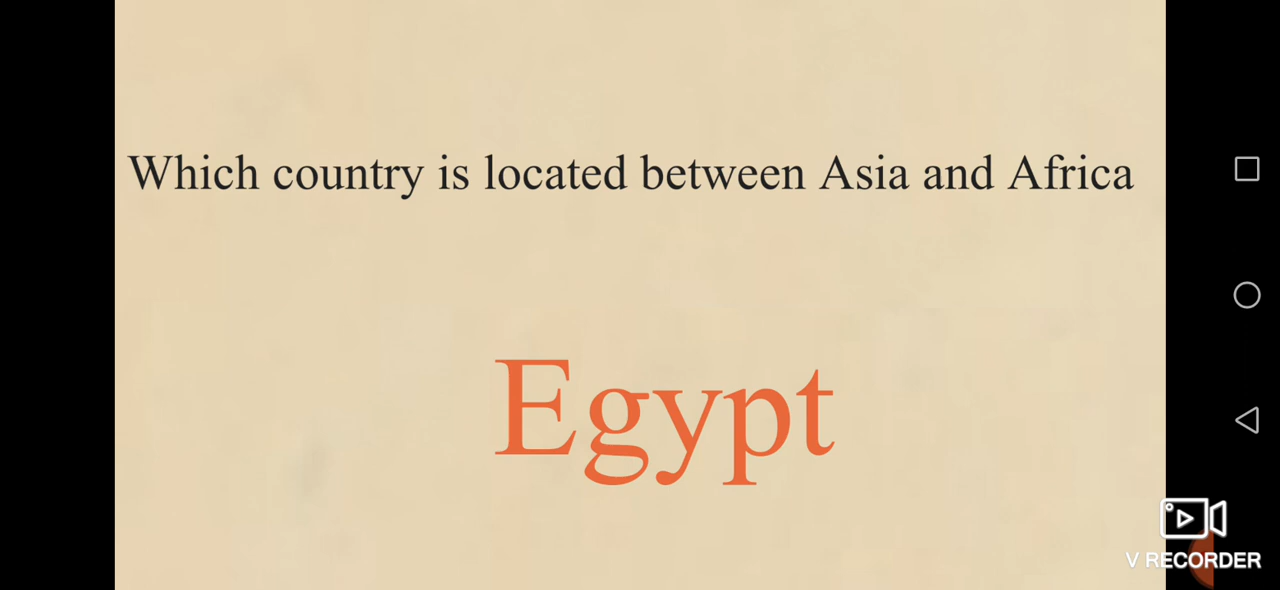 Which country is located between Asia and Africa
Egypt
V RECORDER